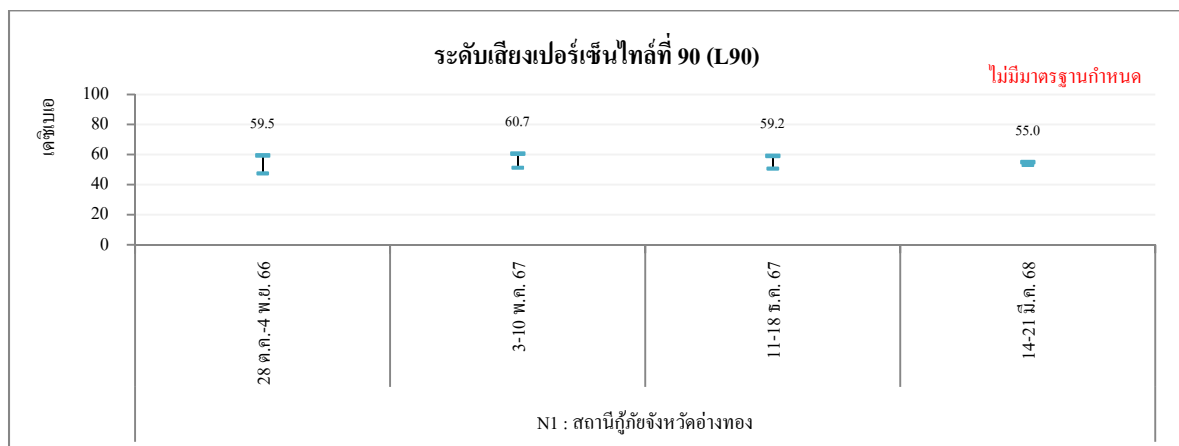 ระดับเสียงเปอร์เซ็นไทล์ที่ 90 (L90)
ไม่มีมาตรฐานกำหนด
เดซิเบเอ
100
80
60
40
20
0
59.5
60.7
59.2
55.0
28 ต.ค.-4 พ.ย. 66
3-10 พ.ค. 67
11-18 ธ.ค. 67
14-21 มี.ค. 68
N1 : สถานีกู้ภัยจังหวัดอ่างทอง